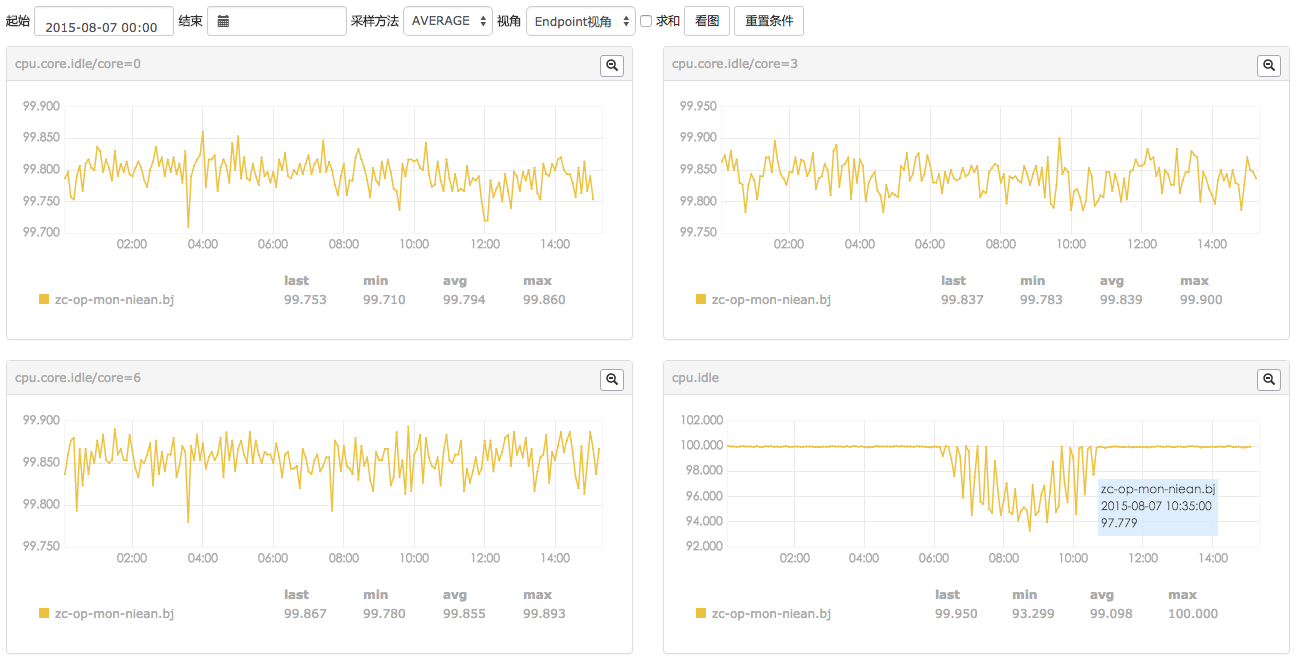 起始 2015-08-07 00:00 结束 采样方法 AVERAGE 视角 Endpoint视角 求和 看图 重置条件
cpu.core.idle/core=0
99.900
99.850
99.800
99.750
99.700
02:00 04:00 06:00 08:00 10:00 12:00 14:00
last min avg max
zc-op-mon-niean.bj 99.753 99.710 99.794 99.860
cpu.core.idle/core=3
99.950
99.900
99.850
99.800
99.750
02:00 04:00 06:00 08:00 10:00 12:00 14:00
last min avg max
zc-op-mon-niean.bj 99.837 99.783 99.839 99.900
cpu.core.idle/core=6
99.900
99.850
99.800
99.750
02:00 04:00 06:00 08:00 10:00 12:00 14:00
last min avg max
zc-op-mon-niean.bj 99.867 99.780 99.855 99.893
cpu.idle
102.000
100.000
98.000
96.000
94.000
92.000
zc-op-mon-niean.bj
2015-08-07 10:35:00
97.779
02:00 04:00 06:00 08:00 10:00 12:00 14:00
last min avg max
zc-op-mon-niean.bj 99.950 93.299 99.098 100.000